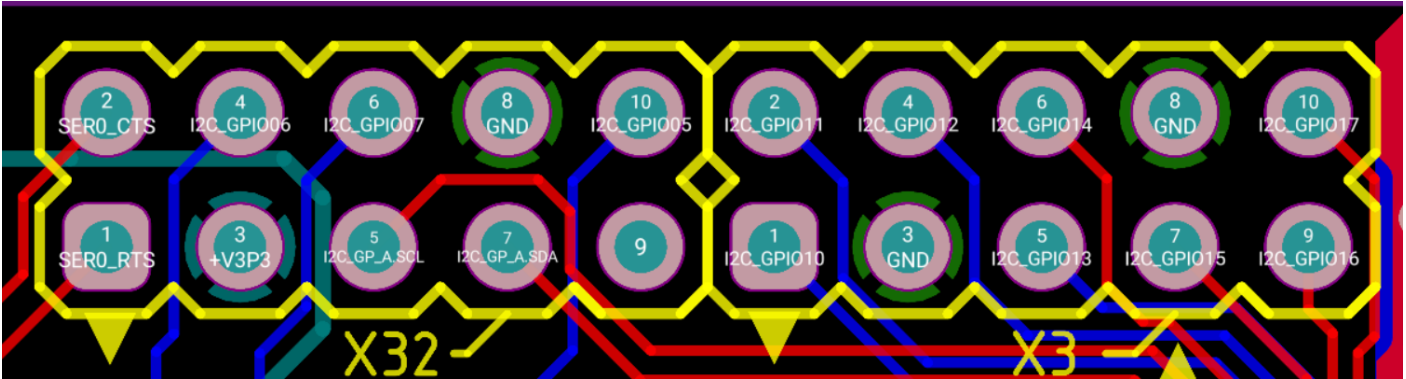 2 4 6 8 10 2 4 6 8 10
SER0_CTS I2C_GPIO06 I2C_GPIO07 GND I2C_GPIO05 I2C_GPIO11 I2C_GPIO12 I2C_GPIO14 GND I2C_GPIO17
1 3 5 7 9 1 3 5 7 9
SER0_RTS +V3P3 I2C_GP_A.SCL I2C_GP_A.SDA I2C_GPIO10 GND I2C_GPIO13 I2C_GPIO15 I2C_GPIO16
X32 X3